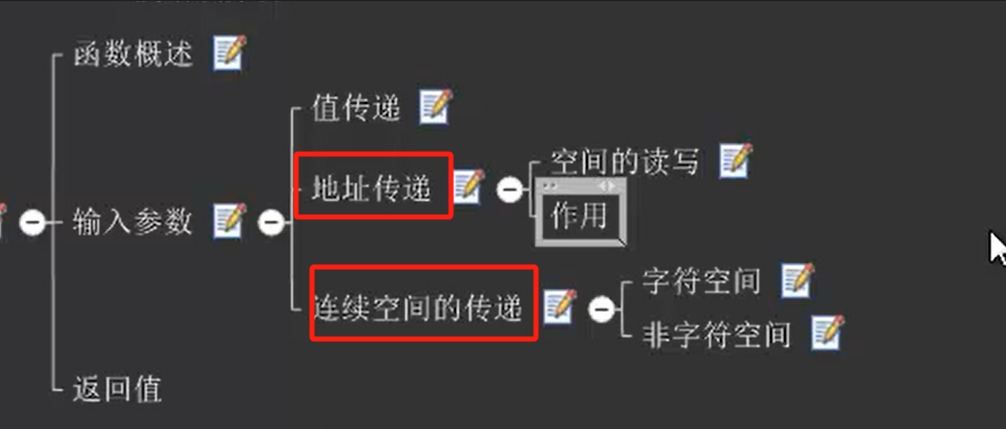 函数概述
值传递
空间的读写
地址传递
作用
输入参数
字符空间
连续空间的传递
非字符空间
返回值